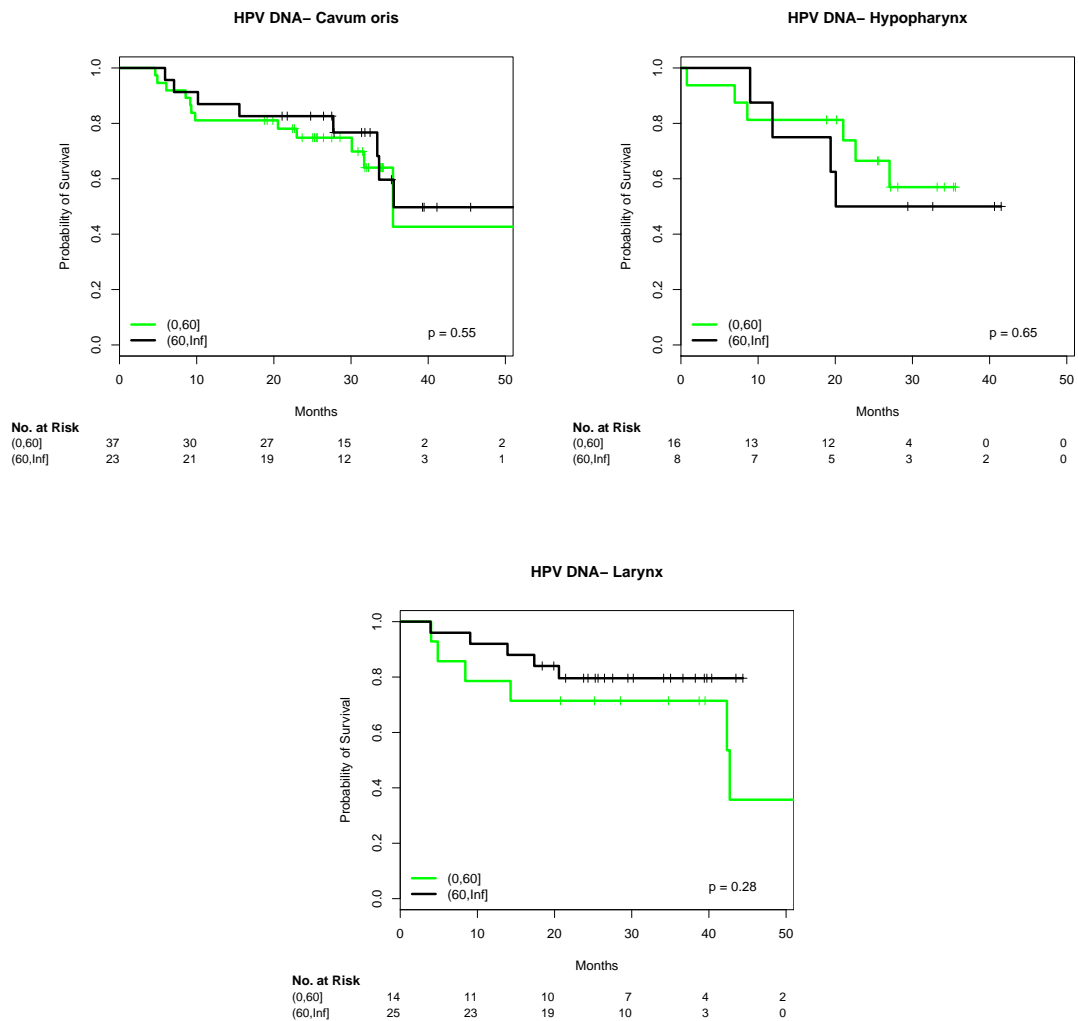 HPV DNA− Cavum oris
Probability of Survival
1.0
0.8
0.6
0.4
0.2
0.0
(0,60]
(60,Inf]
p = 0.55
0 10 20 30 40 50
Months
No. at Risk
(0,60] 37 30 27 15 2 2
(60,Inf] 23 21 19 12 3 1
HPV DNA− Hypopharynx
Probability of Survival
1.0
0.8
0.6
0.4
0.2
0.0
(0,60]
(60,Inf]
p = 0.65
0 10 20 30 40 50
Months
No. at Risk
(0,60] 16 13 12 4 0 0
(60,Inf] 8 7 5 3 2 0
HPV DNA− Larynx
Probability of Survival
1.0
0.8
0.6
0.4
0.2
0.0
(0,60]
(60,Inf]
p = 0.28
0 10 20 30 40 50
Months
No. at Risk
(0,60] 14 11 10 7 4 2
(60,Inf] 25 23 19 10 3 0